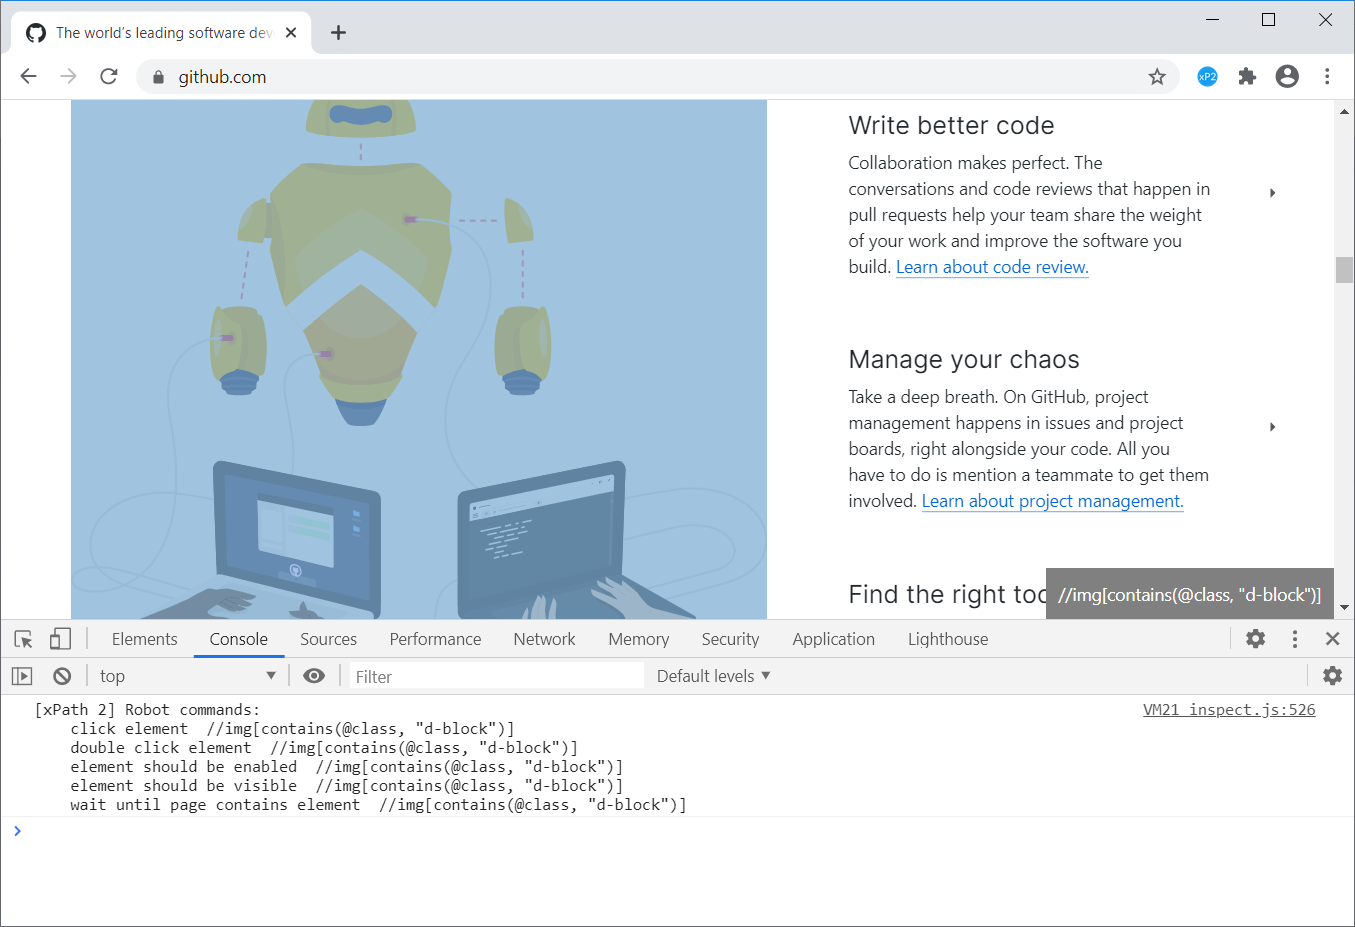 The world's leading software dev
github.com
xP2
Write better code
Collaboration makes perfect. The
conversations and code reviews that happen in
pull requests help your team share the weight
of your work and improve the software you
build. Learn about code review.
Manage your chaos
Take a deep breath. On GitHub, project
management happens in issues and project
boards, right alongside your code. All you
have to do is mention a teammate to get them
involved. Learn about project management.
Find the right too
//img[contains(@class, "d-block")]
Elements Console Sources Performance Network Memory Security Application Lighthouse
top Filter Default levels
[xPath 2] Robot commands: VM21 inspect.js:526
click element  //img[contains(@class, "d-block")]
double click element  //img[contains(@class, "d-block")]
element should be enabled  //img[contains(@class, "d-block")]
element should be visible  //img[contains(@class, "d-block")]
wait until page contains element  //img[contains(@class, "d-block")]